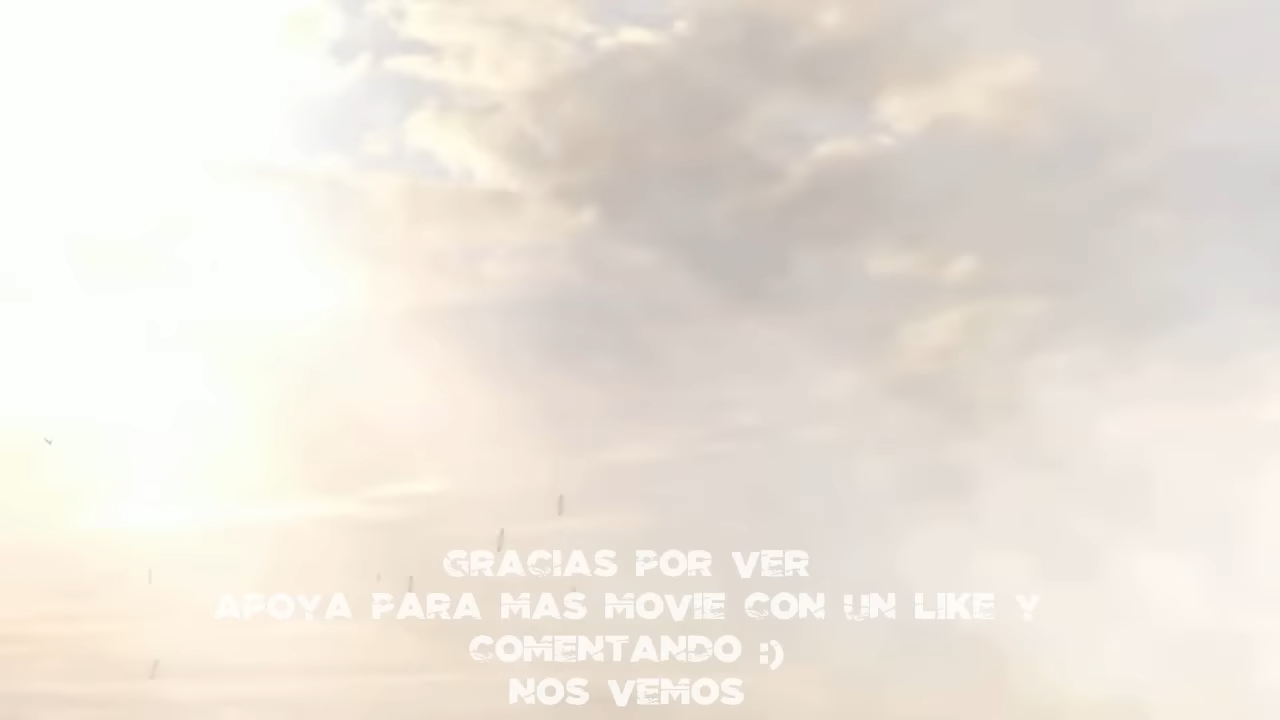 GRACIAS POR VER
APOYA PARA MAS MOVIE CON UN LIKE Y
COMENTANDO :)
NOS VEMOS